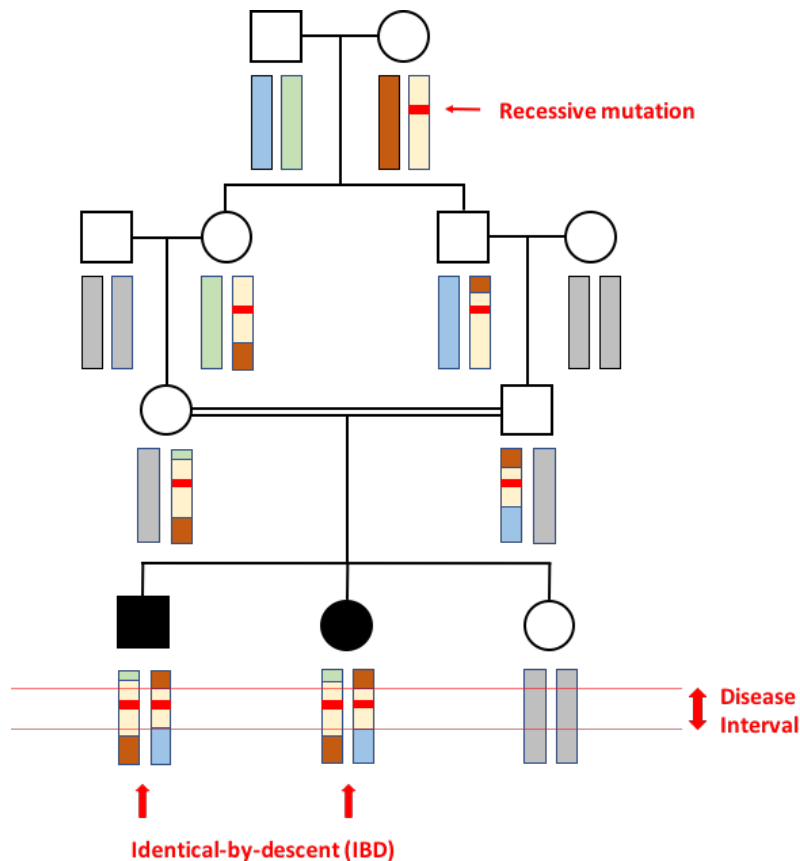 Recessive mutation
Disease
Interval
Identical-by-descent (IBD)